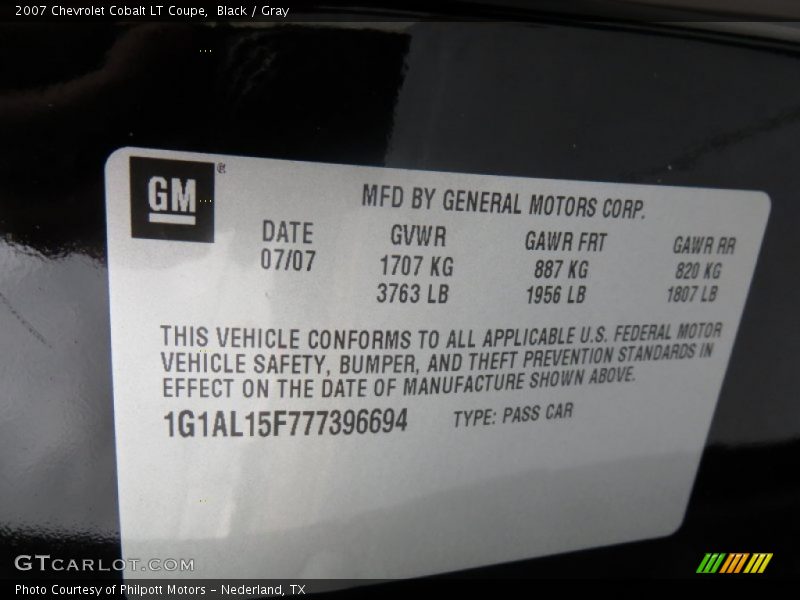 2007 Chevrolet Cobalt LT Coupe, Black / Gray
GM®
MFD BY GENERAL MOTORS CORP.
DATE GVWR GAWR FRT GAWR RR
07/07 1707 KG 887 KG 820 KG
3763 LB 1956 LB 1807 LB
THIS VEHICLE CONFORMS TO ALL APPLICABLE U.S. FEDERAL MOTOR
VEHICLE SAFETY, BUMPER, AND THEFT PREVENTION STANDARDS IN
EFFECT ON THE DATE OF MANUFACTURE SHOWN ABOVE.
1G1AL15F777396694 TYPE: PASS CAR
GTCARLOT.COM
Photo Courtesy of Philpott Motors - Nederland, TX